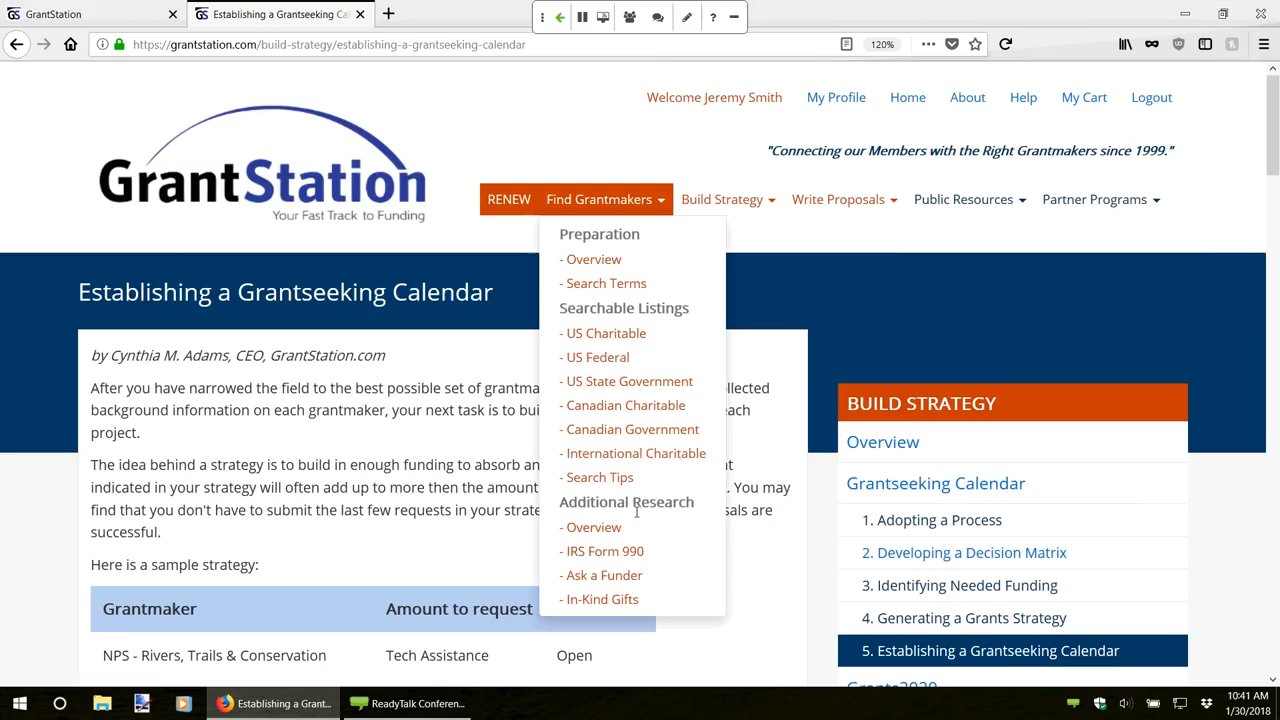 GrantStation
Establishing a Grantseeking Cal
https://grantstation.com/build-strategy/establishing-a-grantseeking-calendar
120%
Welcome Jeremy Smith
My Profile
Home
About
Help
My Cart
Logout
GrantStation
Your Fast Track to Funding
"Connecting our Members with the Right Grantmakers since 1999."
RENEW
Find Grantmakers
Build Strategy
Write Proposals
Public Resources
Partner Programs
Preparation
- Overview
- Search Terms
Searchable Listings
- US Charitable
- US Federal
- US State Government
- Canadian Charitable
- Canadian Government
- International Charitable
- Search Tips
Additional Research
- Overview
- IRS Form 990
- Ask a Funder
- In-Kind Gifts
Establishing a Grantseeking Calendar
by Cynthia M. Adams, CEO, GrantStation.com
After you have narrowed the field to the best possible set of grantma
background information on each grantmaker, your next task is to bui
each
project.
The idea behind a strategy is to build in enough funding to absorb an
indicated in your strategy will often add up to more then the amount
. You may
find that you don't have to submit the last few requests in your strate
successful.
Here is a sample strategy:
Grantmaker
Amount to request
NPS - Rivers, Trails & Conservation
Tech Assistance
Open
BUILD STRATEGY
Overview
Grantseeking Calendar
1. Adopting a Process
2. Developing a Decision Matrix
3. Identifying Needed Funding
4. Generating a Grants Strategy
5. Establishing a Grantseeking Calendar
Grants2020
Establishing a Grant...
ReadyTalk Conferen...
10:41 AM
1/30/2018